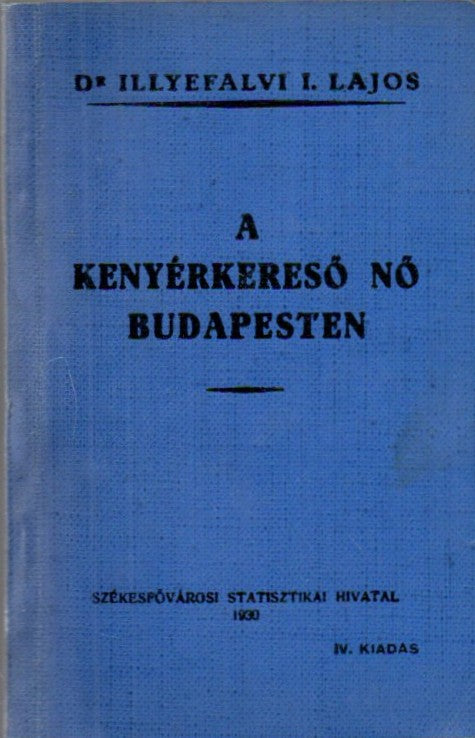 Dr ILLYEFALVI I. LAJOS
A
KENYÉRKERESŐ NŐ
BUDAPESTEN
SZÉKESFŐVÁROSI STATISZTIKAI HIVATAL
1930
IV. KIADÁS